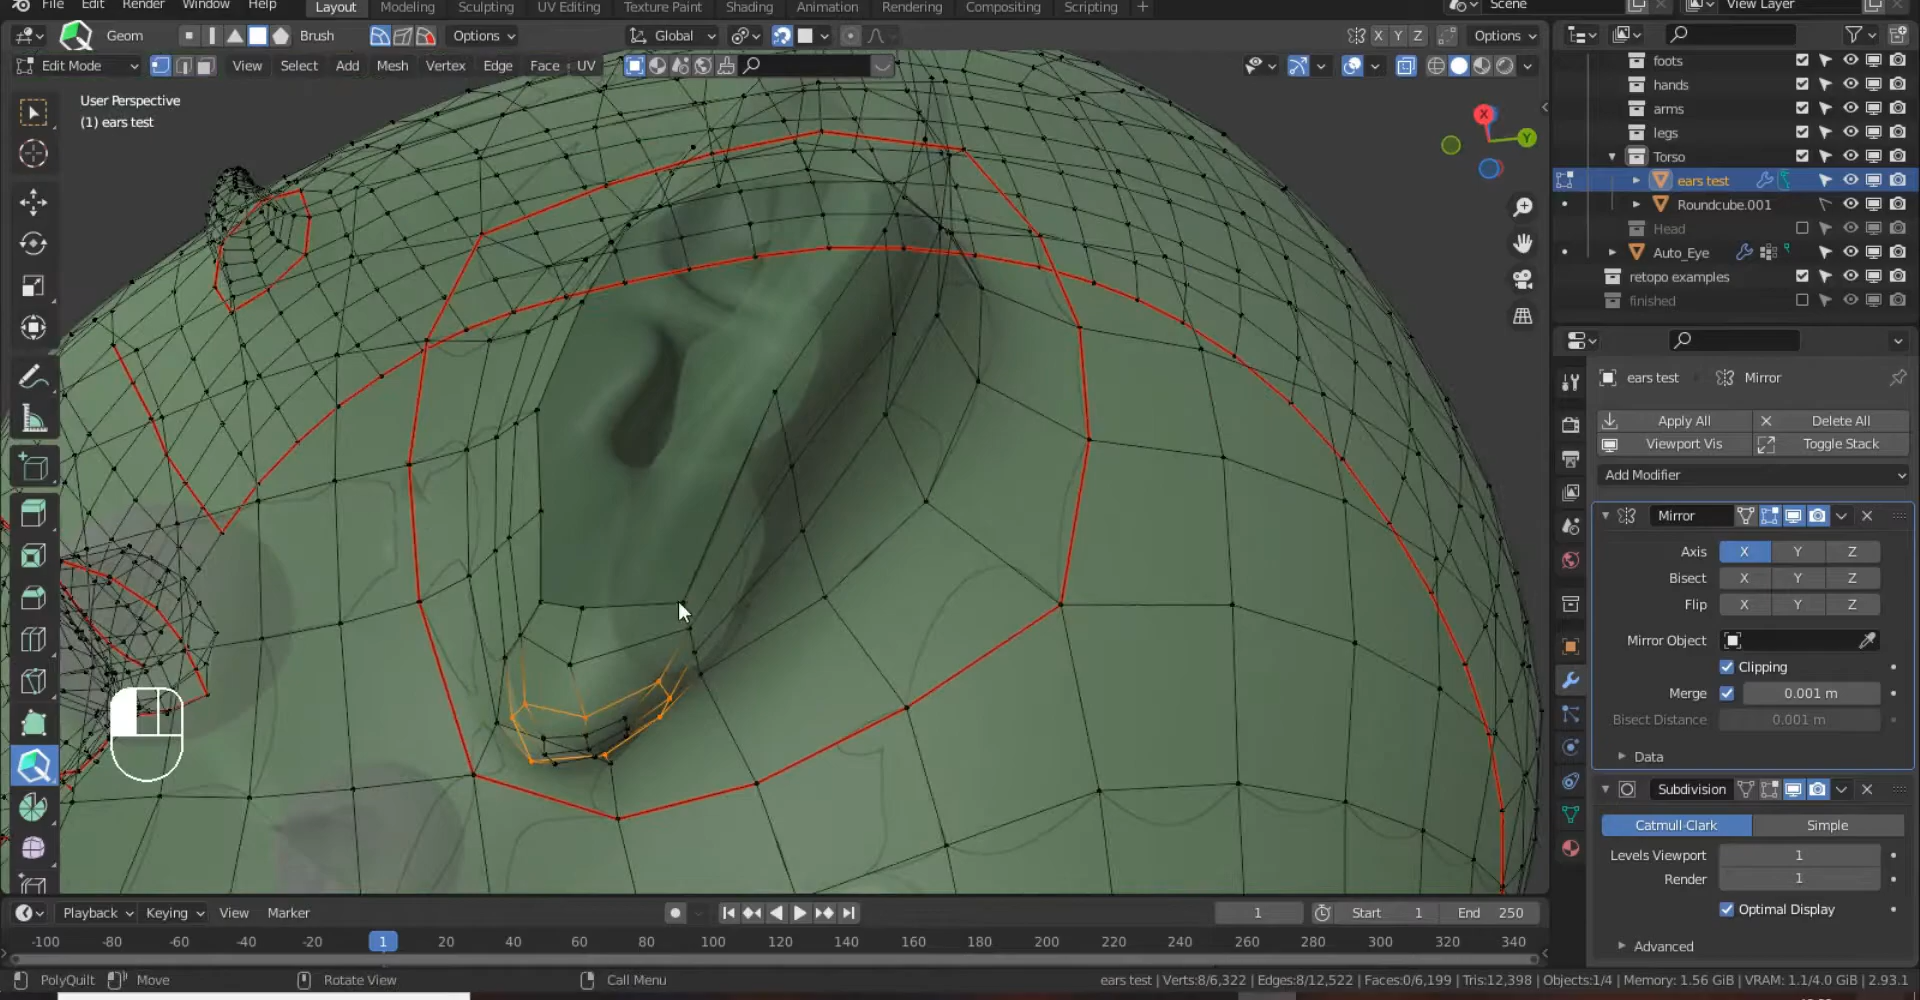 File Edit Render Window Help Layout Modeling Sculpting UV Editing Texture Paint Shading Animation Rendering Compositing Scripting + Scene View Layer
Geom Brush Options Global X Y Z Options
Edit Mode View Select Add Mesh Vertex Edge Face UV
User Perspective
(1) ears test
X
Y
foots
hands
arms
legs
Torso
ears test
Roundcube.001
Head
Auto_Eye
retopo examples
finished
ears test Mirror
Apply All Delete All
Viewport Vis Toggle Stack
Add Modifier
Mirror
Axis X Y Z
Bisect X Y Z
Flip X Y Z
Mirror Object
Clipping
Merge 0.001 m
Bisect Distance 0.001 m
Data
Subdivision
Catmull-Clark Simple
Levels Viewport 1
Render 1
Optimal Display
Advanced
Playback Keying View Marker 1 Start 1 End 250
-100 -80 -60 -40 -20 1 20 40 60 80 100 120 140 160 180 200 220 240 260 280 300 320 340
PolyQuilt Move Rotate View Call Menu ears test | Verts:8/6,322 | Edges:8/12,522 | Faces:0/6,199 | Tris:12,398 | Objects:1/4 | Memory: 1.56 GiB | VRAM: 1.1/4.0 GiB | 2.93.1